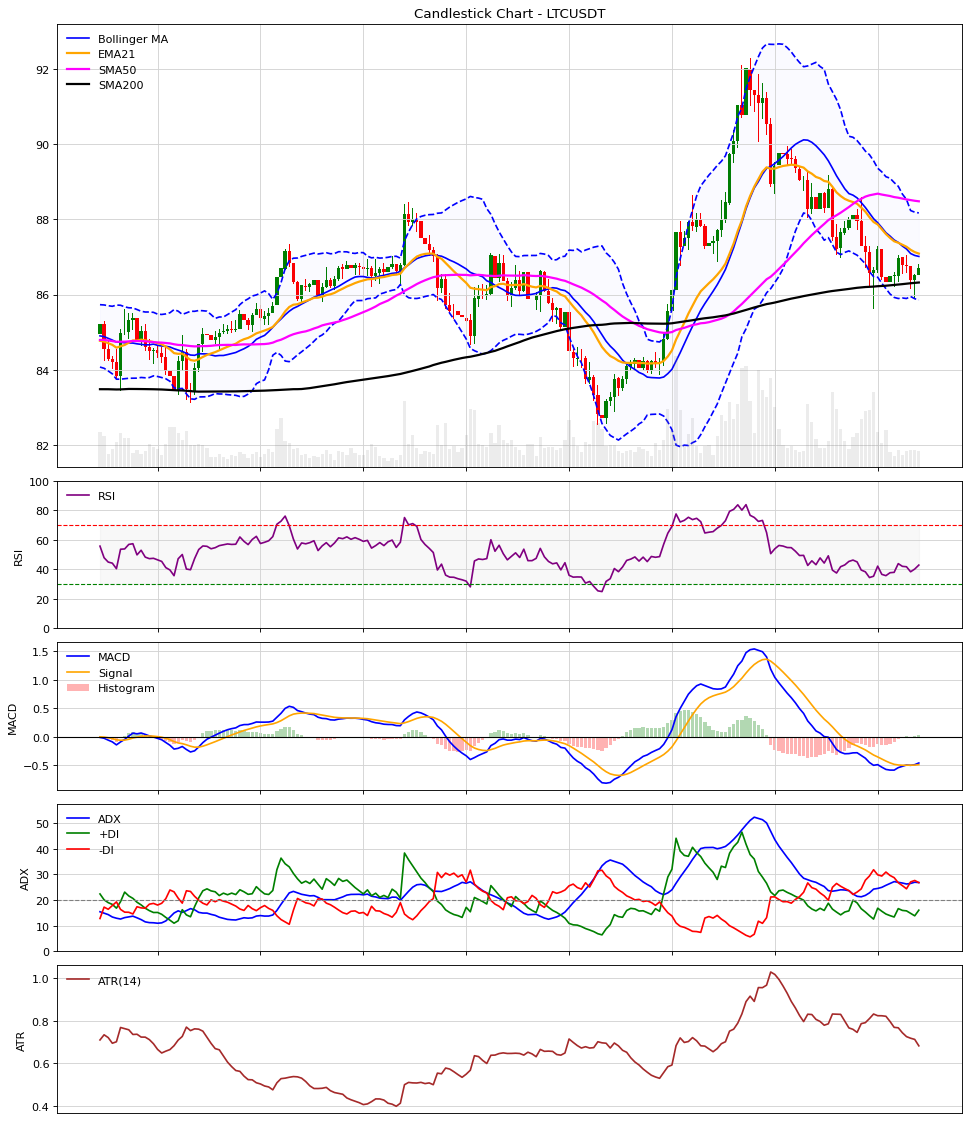 Candlestick Chart - LTCUSDT
Bollinger MA
EMA21
SMA50
SMA200
92
90
88
86
84
82
RSI
RSI
100
80
60
40
20
0
MACD
MACD
Signal
Histogram
1.5
1.0
0.5
0.0
−0.5
ADX
ADX
+DI
-DI
50
40
30
20
10
0
ATR
ATR(14)
1.0
0.8
0.6
0.4